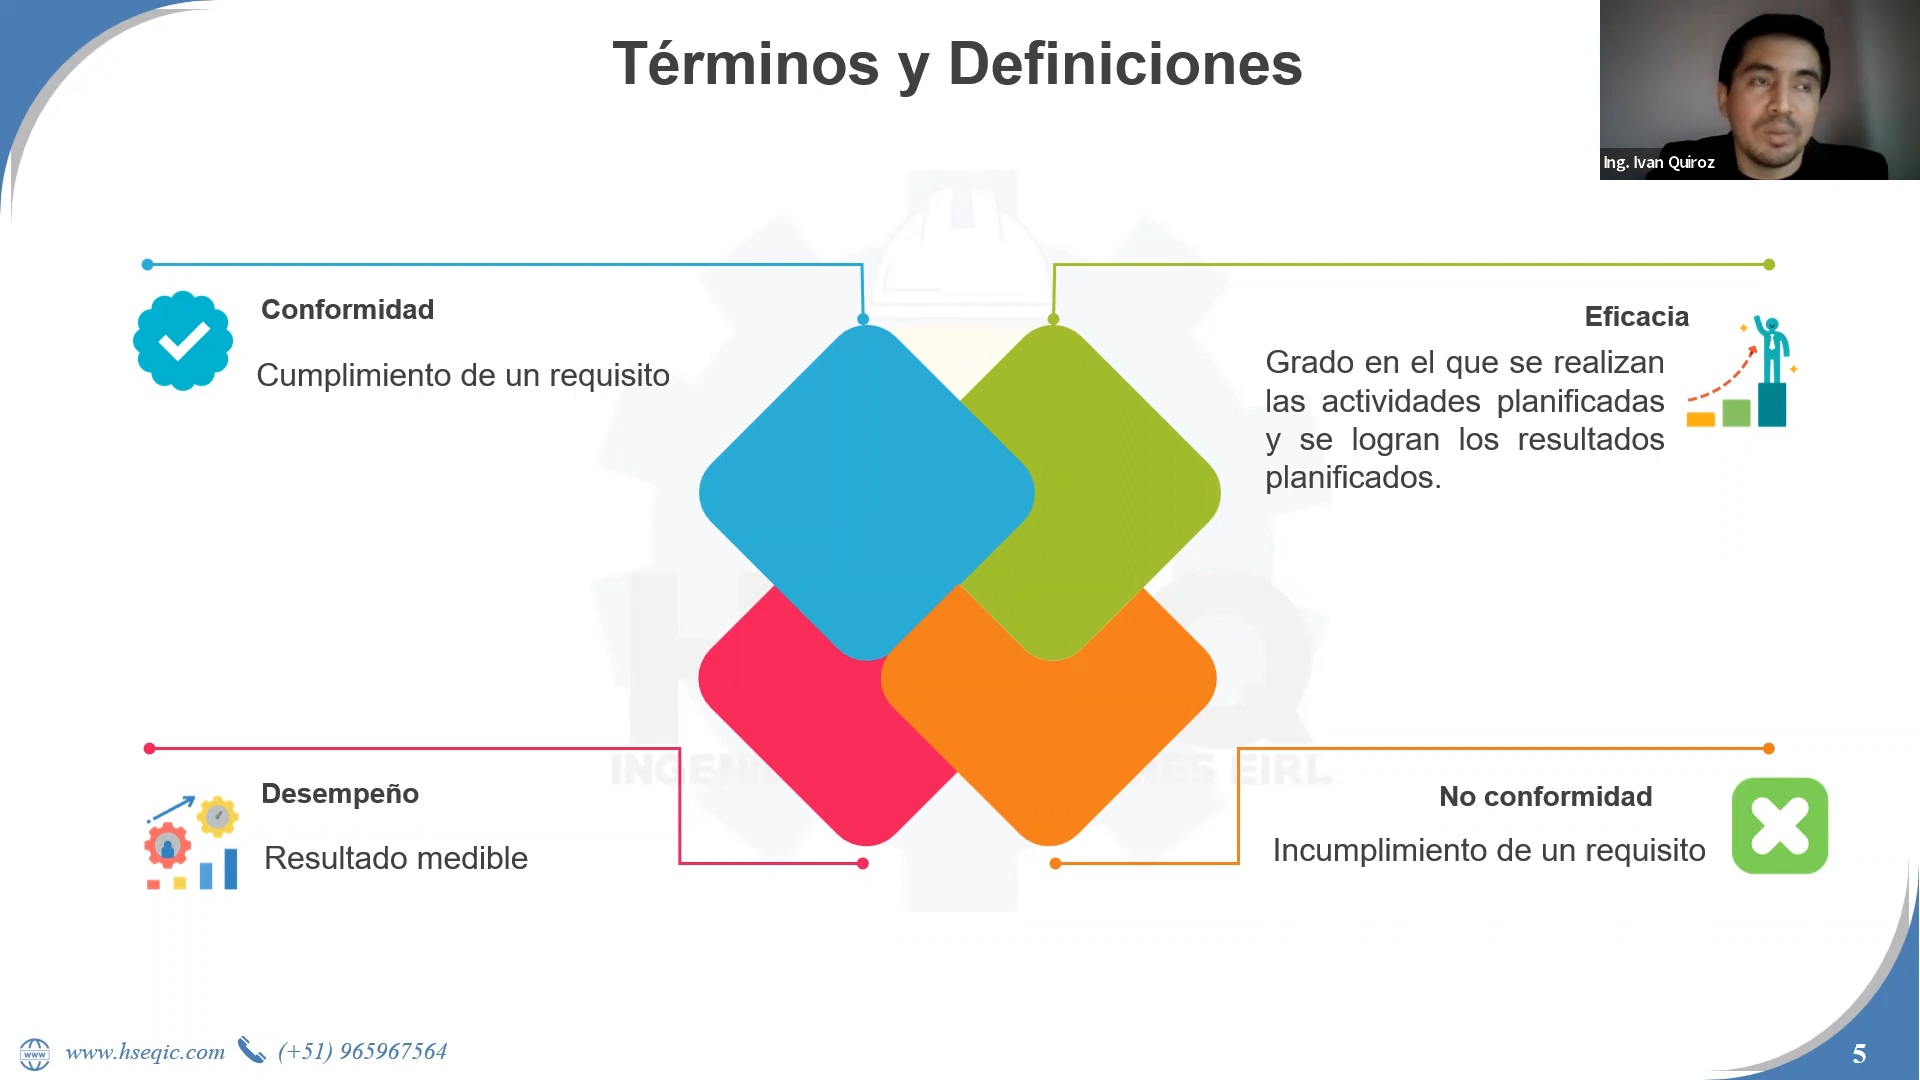 Términos y Definiciones
Ing. Ivan Quiroz
Conformidad
Cumplimiento de un requisito
Eficacia
Grado en el que se realizan
las actividades planificadas
y se logran los resultados
planificados.
Desempeño
Resultado medible
No conformidad
Incumplimiento de un requisito
EIRL
www
www.hseqic.com
(+51) 965967564
5